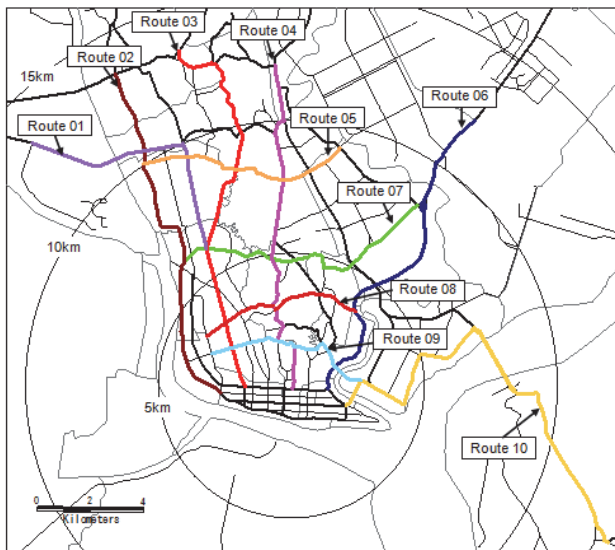 Route 03
Route 04
Route 02
15km
Route 06
Route 01
Route 05
Route 07
10km
Route 08
Route 09
5km
Route 10
0 2 4
Kilometers